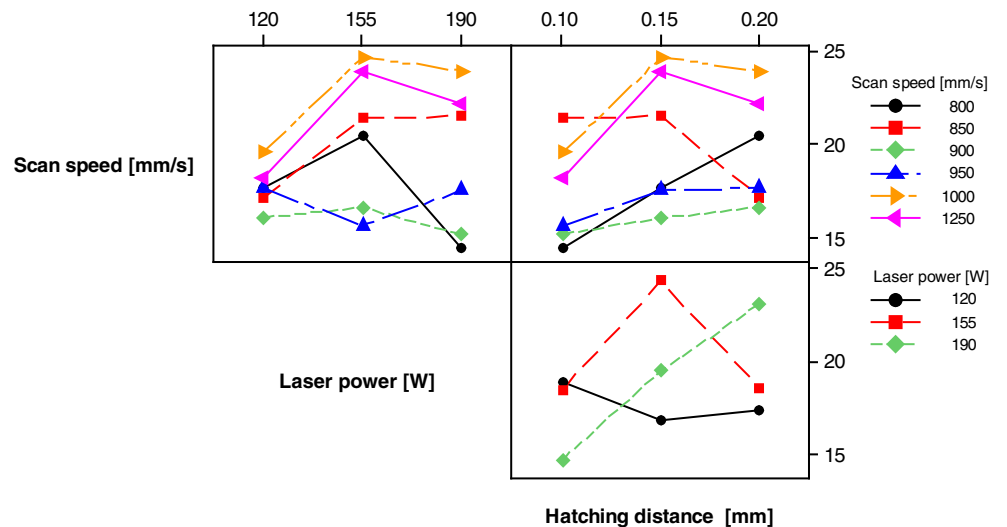 120 155 190 0.10 0.15 0.20
25
Scan speed [mm/s]
800
850
20
900
Scan speed [mm/s]
950
1000
1250
15
25
Laser power [W]
120
155
190
20
Laser power [W]
15
Hatching distance [mm]